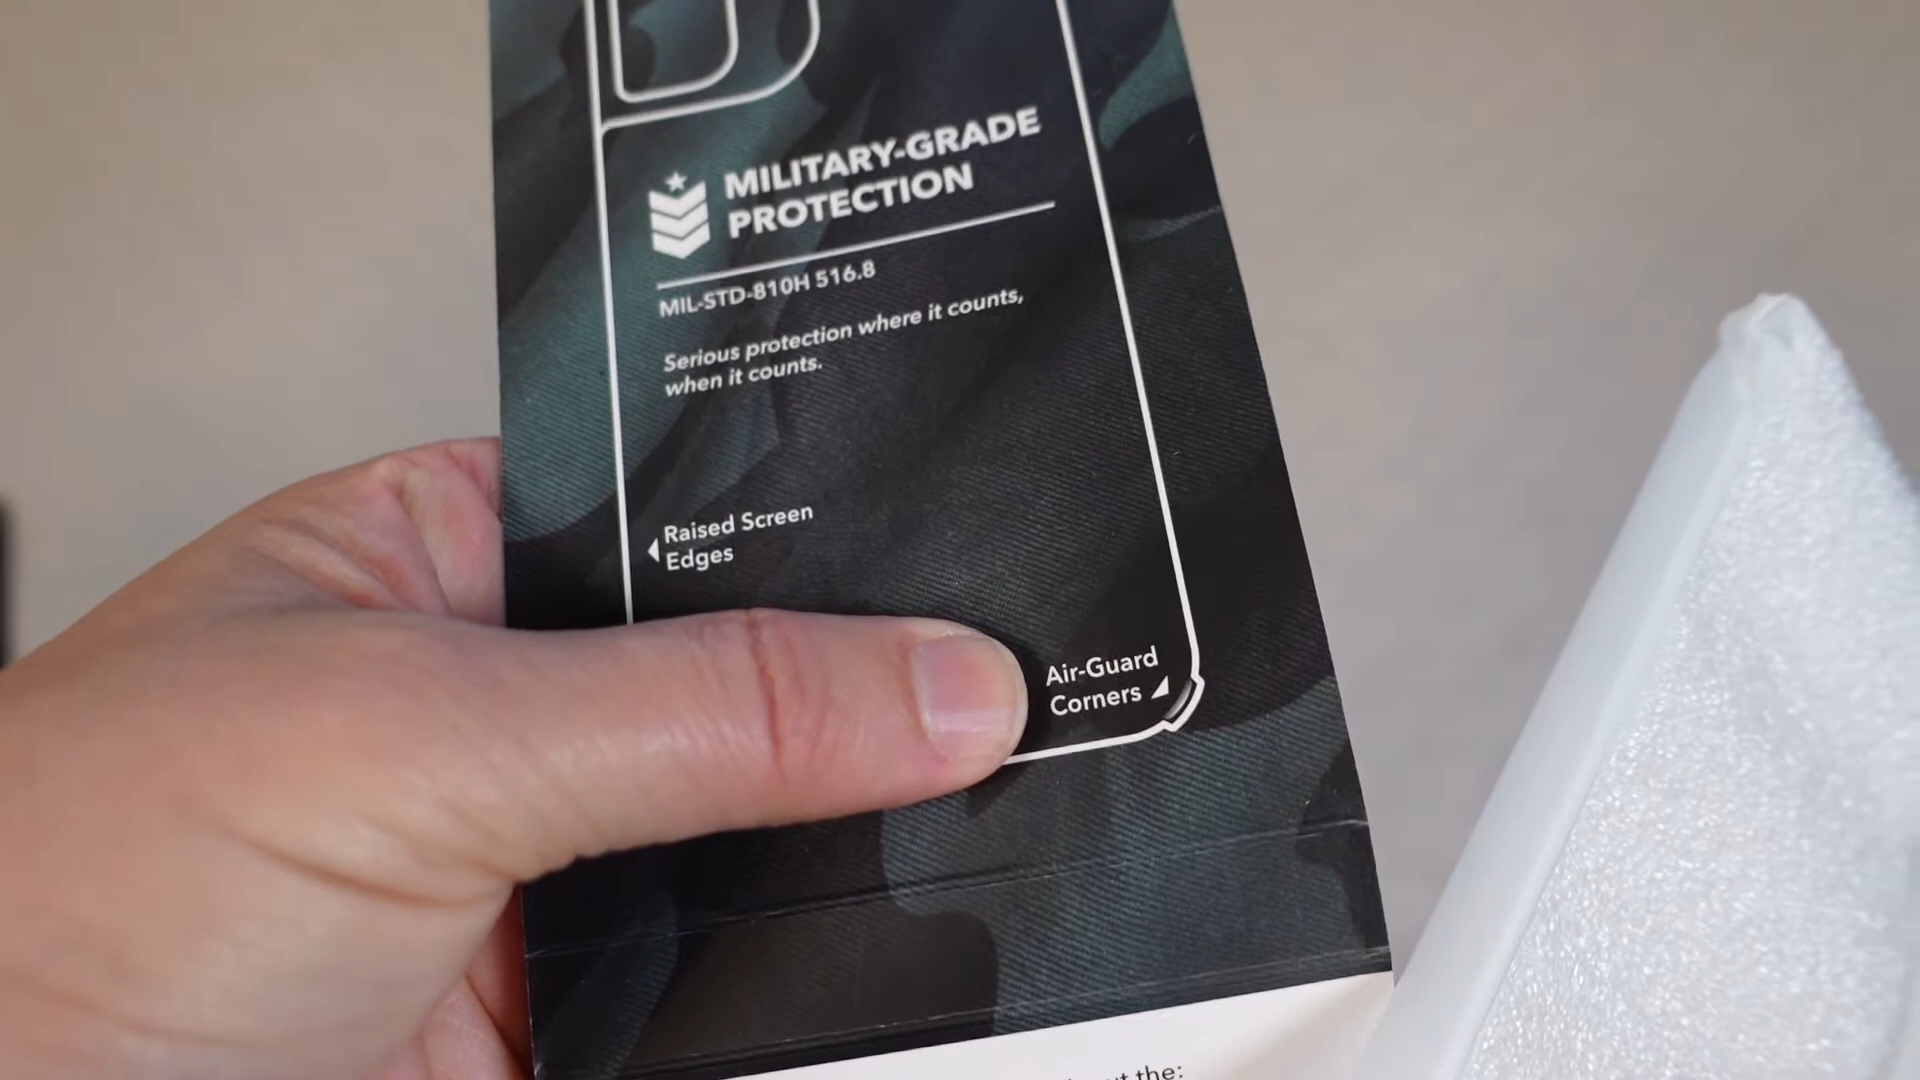 MILITARY-GRADE
PROTECTION
MIL-STD-810H 516.8
Serious protection where it counts,
when it counts.
Raised Screen
Edges
Air-Guard
Corners
the: